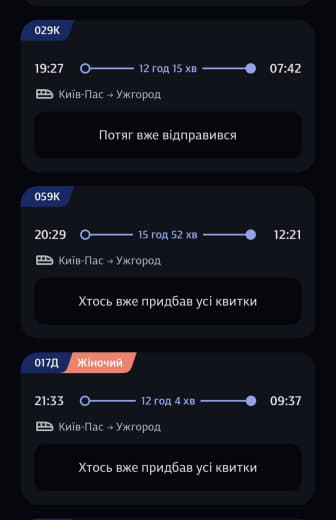 029К
19:27 12 год 15 хв 07:42
Київ-Пас → Ужгород
Потяг вже відправився
059К
20:29 15 год 52 хв 12:21
Київ-Пас → Ужгород
Хтось вже придбав усі квитки
017Д Жіночий
21:33 12 год 4 хв 09:37
Київ-Пас → Ужгород
Хтось вже придбав усі квитки